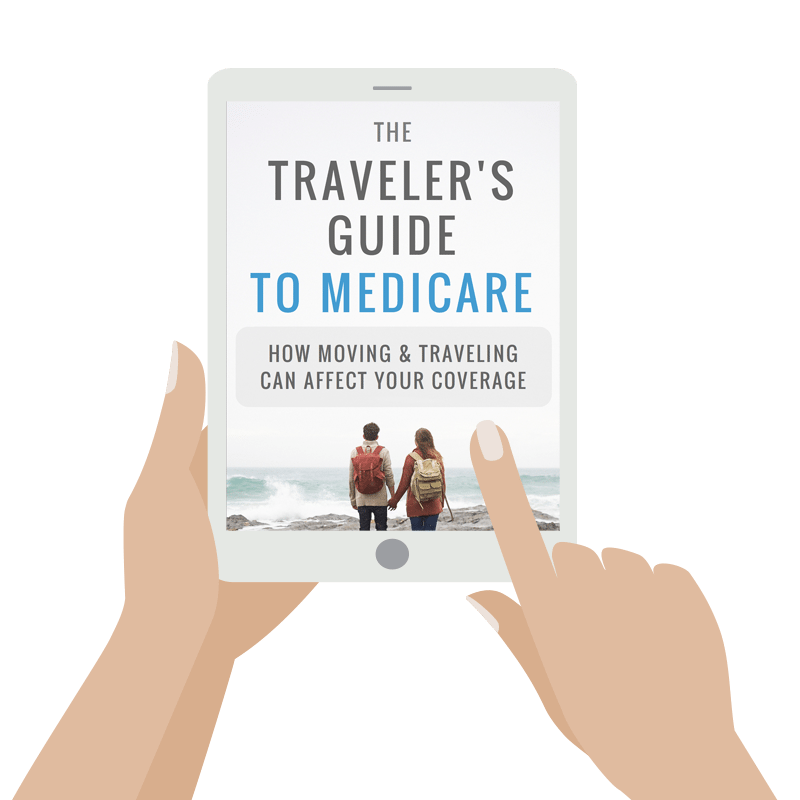 THE
TRAVELER'S
GUIDE
TO MEDICARE
HOW MOVING & TRAVELING
CAN AFFECT YOUR COVERAGE